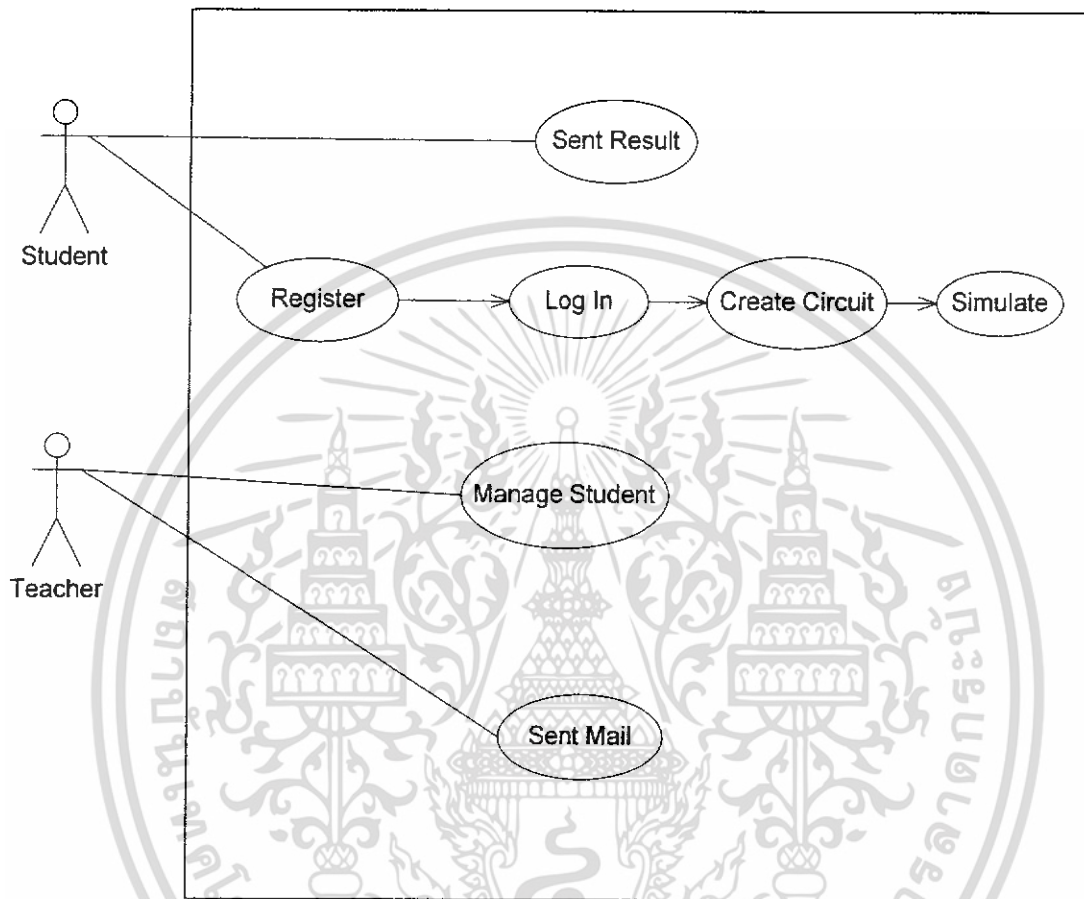 Sent Result
Student
Register
Log In
Create Circuit
Simulate
Manage Student
Teacher
Sent Mail